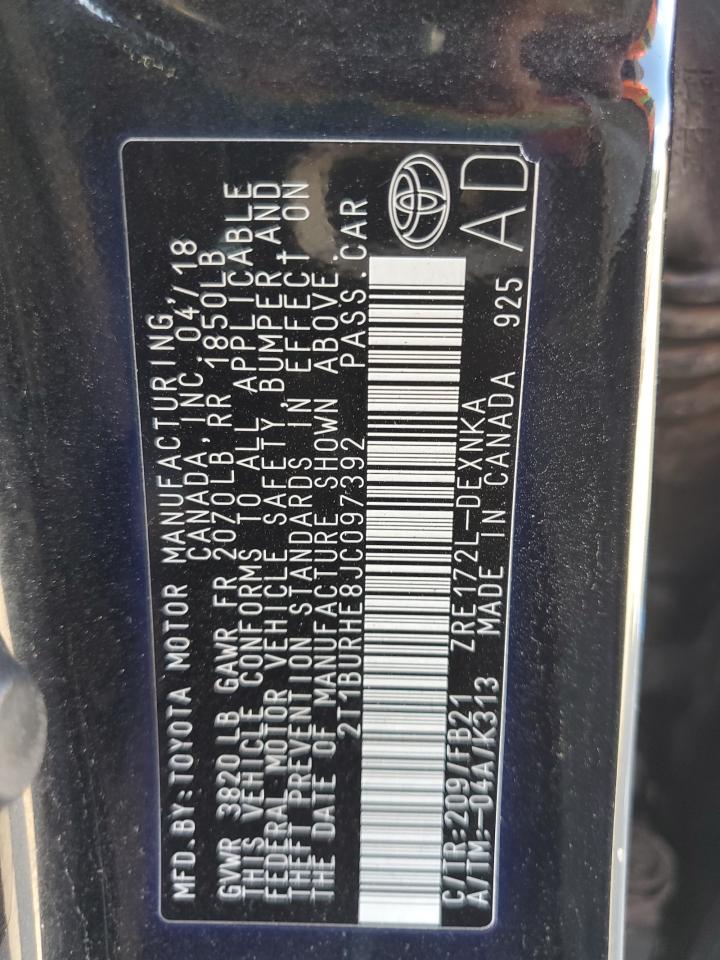 MFD.BY:TOYOTA MOTOR MANUFACTURING,
CANADA,INC. 04/18
GVWR 3820LB GAWR FR 2070LB RR 1850LB
THIS VEHICLE CONFORMS TO ALL APPLICABLE
FEDERAL MOTOR VEHICLE SAFETY,BUMPER AND
THEFT PREVENTION STANDARDS IN EFFECT ON
THE DATE OF MANUFACTURE SHOWN ABOVE.
2T1BURHE8JC097392 PASS.CAR
C/TR:209/FB21 ZRE172L-DEXNKA
A/TM:-04A/K313 MADE IN CANADA 925
AD